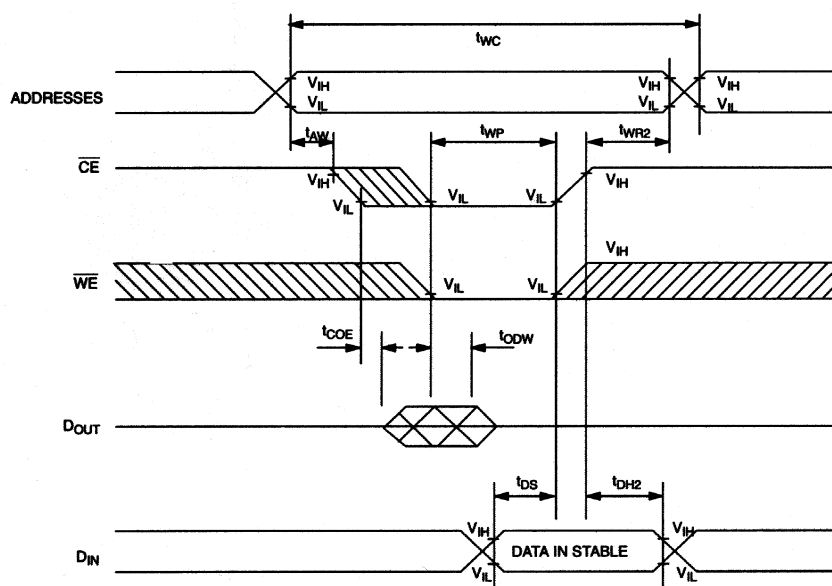 tWC
ADDRESSES
VIH VIH VIH
VIL VIL VIL
tAW tWP tWR2
CE
VIH VIH
VIL VIL VIL
VIH
WE
VIL VIL
tCOE tODW
DOUT
tDS tDH2
VIH VIH
DIN DATA IN STABLE
VIL VIL